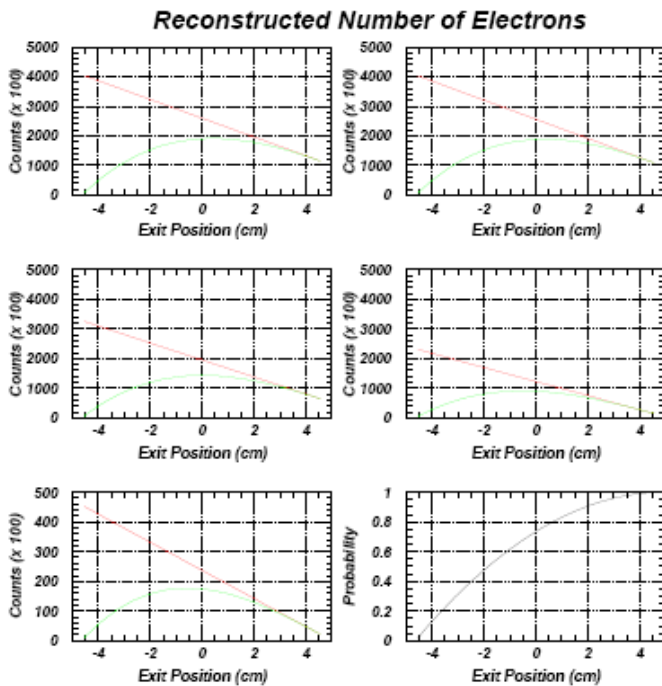 Reconstructed Number of Electrons
5000
4000
3000
2000
1000
0
Counts (x 100)
-4 -2 0 2 4
Exit Position (cm)
5000
4000
3000
2000
1000
0
Counts (x 100)
-4 -2 0 2 4
Exit Position (cm)
5000
4000
3000
2000
1000
0
Counts (x 100)
-4 -2 0 2 4
Exit Position (cm)
5000
4000
3000
2000
1000
0
Counts (x 100)
-4 -2 0 2 4
Exit Position (cm)
500
400
300
200
100
0
Counts (x 100)
-4 -2 0 2 4
Exit Position (cm)
1
0.8
0.6
0.4
0.2
0
Probability
-4 -2 0 2 4
Exit Position (cm)